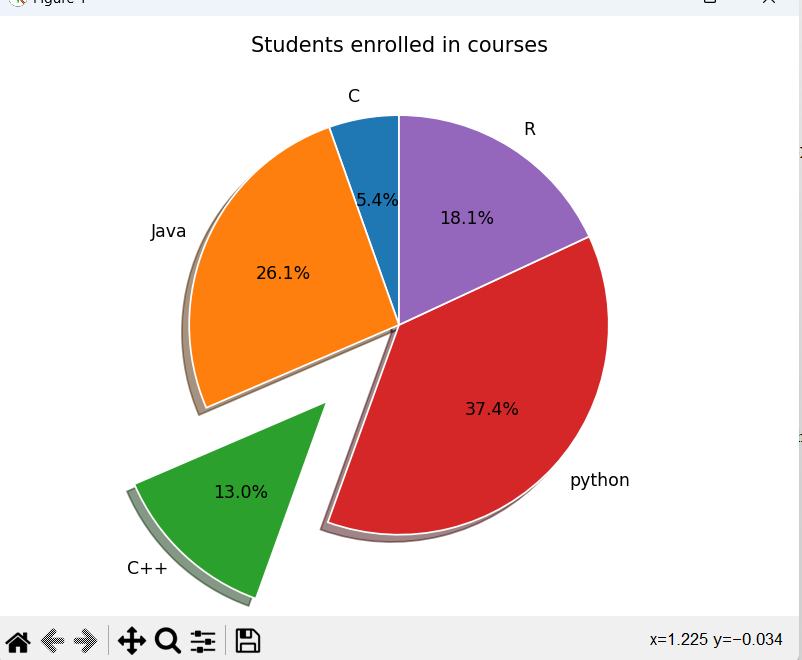 Students enrolled in courses
C
R
5.4%
18.1%
Java
26.1%
37.4%
python
13.0%
C++
x=1.225 y=−0.034